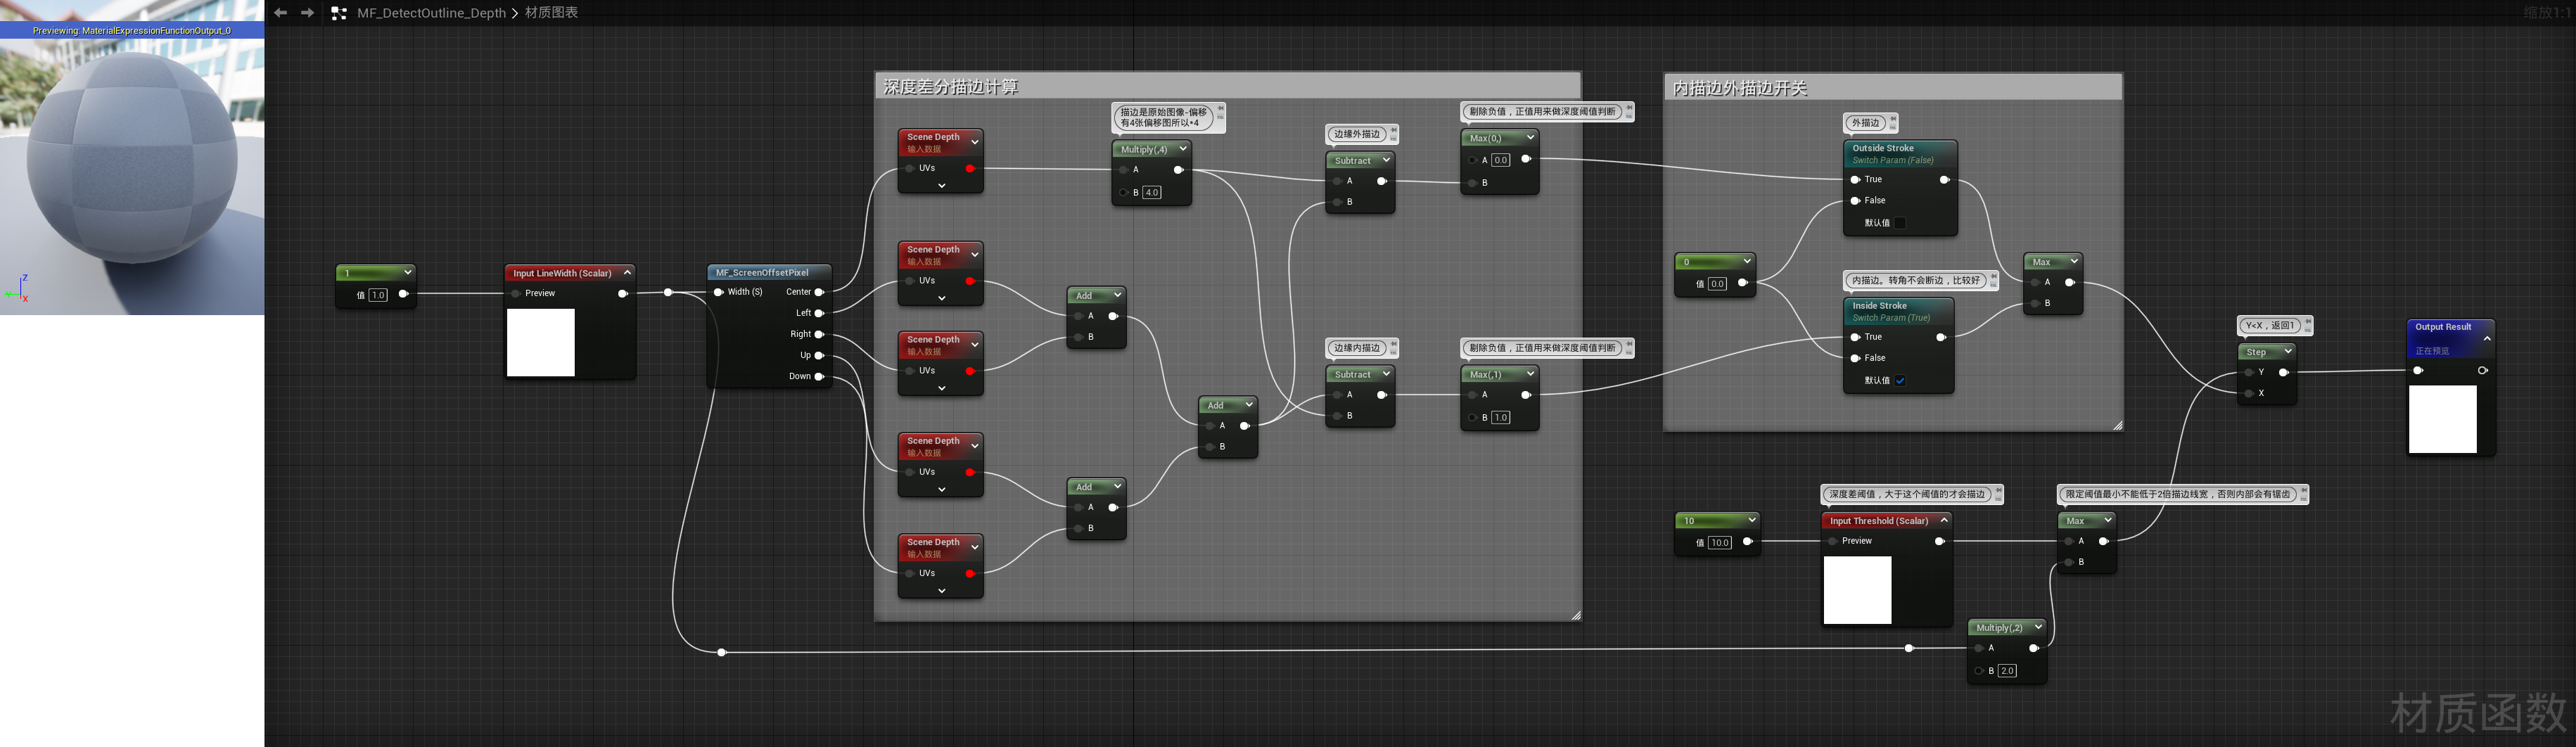 MF_DetectOutline_Depth > 材质图表
缩放1:1
Previewing: MaterialExpressionFunctionOutput_0
Z
Y
X
1
值 1.0
Input LineWidth (Scalar)
Preview
MF_ScreenOffsetPixel
Width (S)
Center
Left
Right
Up
Down
深度差分描边计算
Scene Depth
输入数据
UVs
Scene Depth
输入数据
UVs
Scene Depth
输入数据
UVs
Scene Depth
输入数据
UVs
Scene Depth
输入数据
UVs
描边是原始图像-偏移
有4张偏移图所以*4
Multiply(,4)
A
B 4.0
Add
A
B
Add
A
B
Add
A
B
边缘外描边
Subtract
A
B
边缘内描边
Subtract
A
B
剔除负值，正值用来做深度阈值判断
Max(0,)
A 0.0
B
剔除负值，正值用来做深度阈值判断
Max(,1)
A
B 1.0
内描边外描边开关
0
值 0.0
外描边
Outside Stroke
Switch Param (False)
True
False
默认值
内描边。转角不会断边，比较好
Inside Stroke
Switch Param (True)
True
False
默认值
Max
A
B
10
值 10.0
深度差阈值，大于这个阈值的才会描边
Input Threshold (Scalar)
Preview
限定阈值最小不能低于2倍描边线宽，否则内部会有锯齿
Max
A
B
Multiply(,2)
A
B 2.0
Y<X，返回1
Step
Y
X
Output Result
正在预览
材质函数